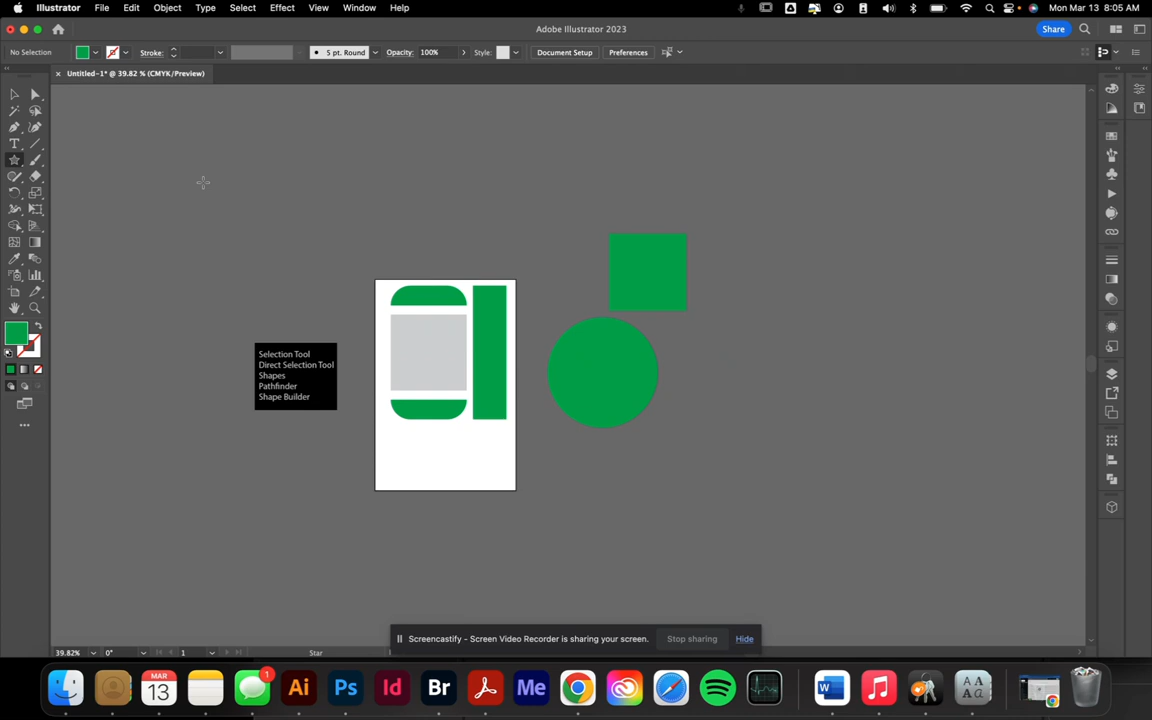 Illustrator File Edit Object Type Select Effect View Window Help Mon Mar 13 8:05 AM
Adobe Illustrator 2023 Share
No Selection Stroke: 5 pt. Round Opacity: 100% Style: Document Setup Preferences
× Untitled-1* @ 39.82 % (CMYK/Preview)
Selection Tool
Direct Selection Tool
Shapes
Pathfinder
Shape Builder
Screencastify - Screen Video Recorder is sharing your screen. Stop sharing Hide
39.82% 0° 1 Star
MAR
13
1
Ai Ps Id Br Me W
A A
A G